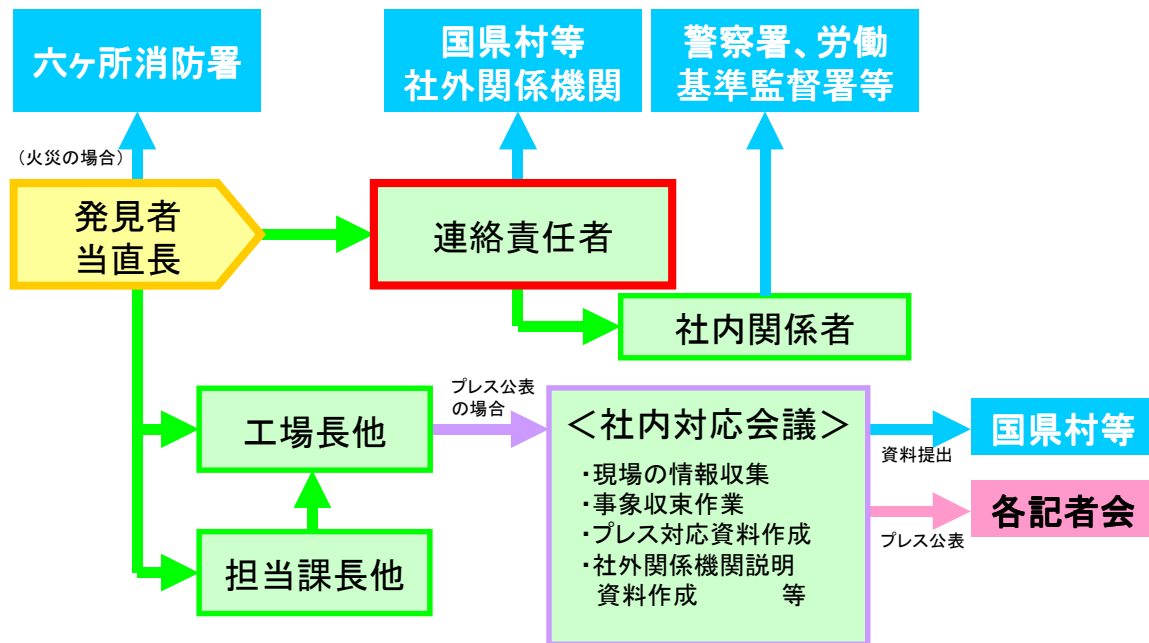 六ヶ所消防署
国県村等
社外関係機関
警察署、労働
基準監督署等
(火災の場合)
発見者
当直長
連絡責任者
社内関係者
工場長他
プレス公表
の場合
＜社内対応会議＞
・現場の情報収集
・事象収束作業
・プレス対応資料作成
・社外関係機関説明
資料作成　　　等
国県村等
資料提出
各記者会
プレス公表
担当課長他